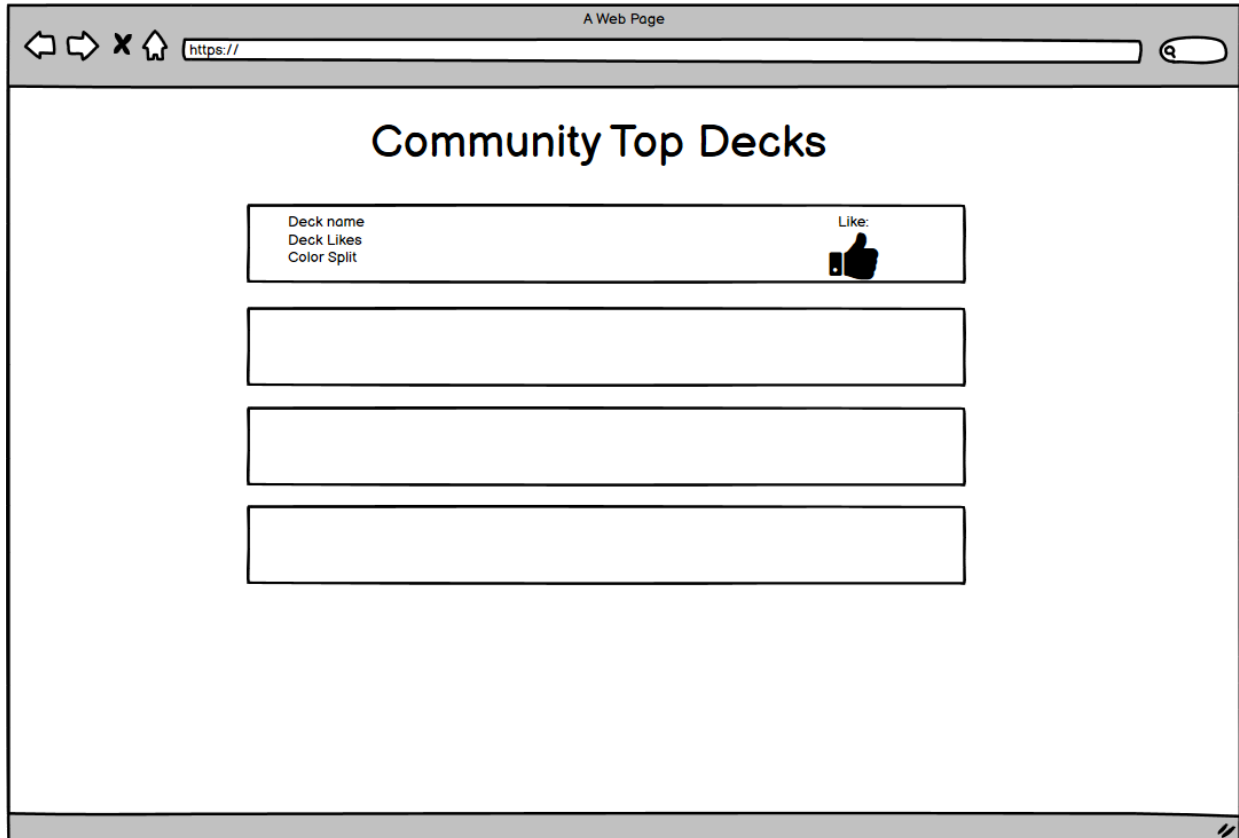 A Web Page
https://
Community Top Decks
Deck name
Like:
Deck Likes
Color Split